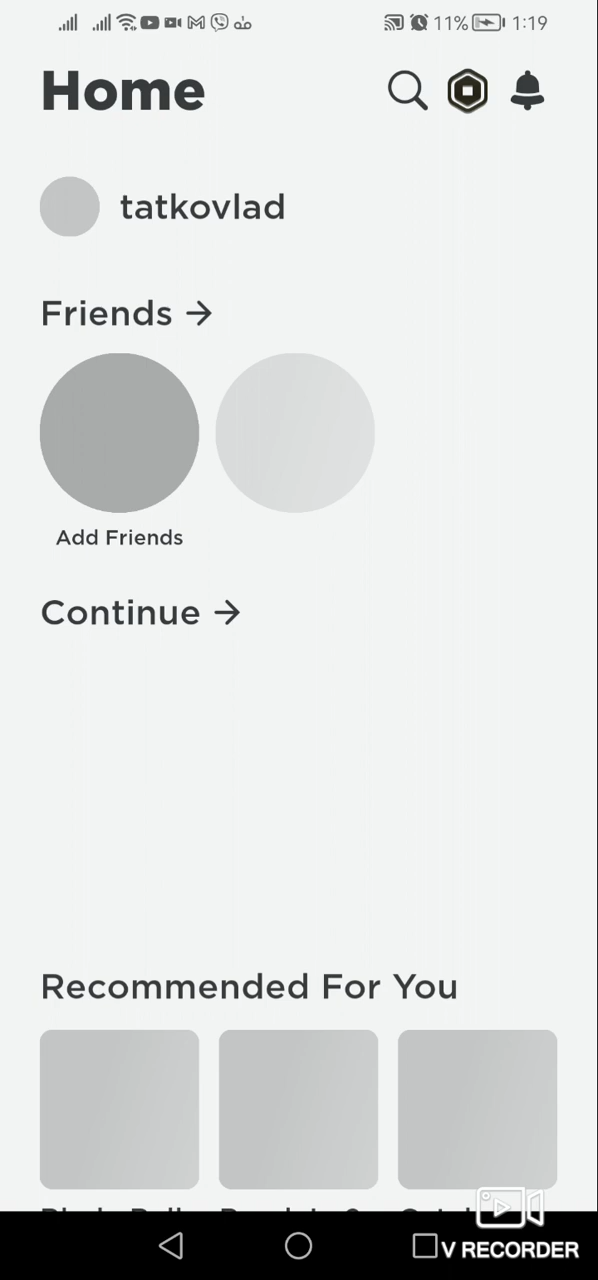 11% 1:19
Home
tatkovlad
Friends →
Add Friends
Continue →
Recommended For You
V RECORDER